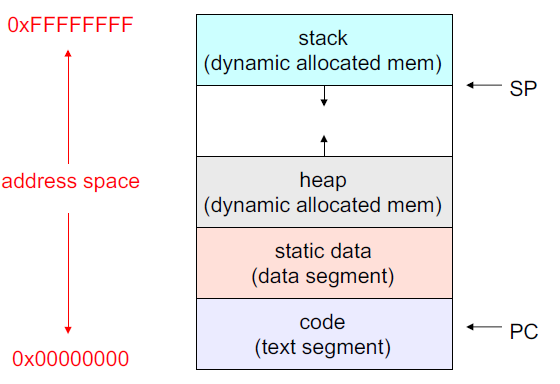 0xFFFFFFFF
stack
(dynamic allocated mem)
SP
address space
heap
(dynamic allocated mem)
static data
(data segment)
code
(text segment)
PC
0x00000000